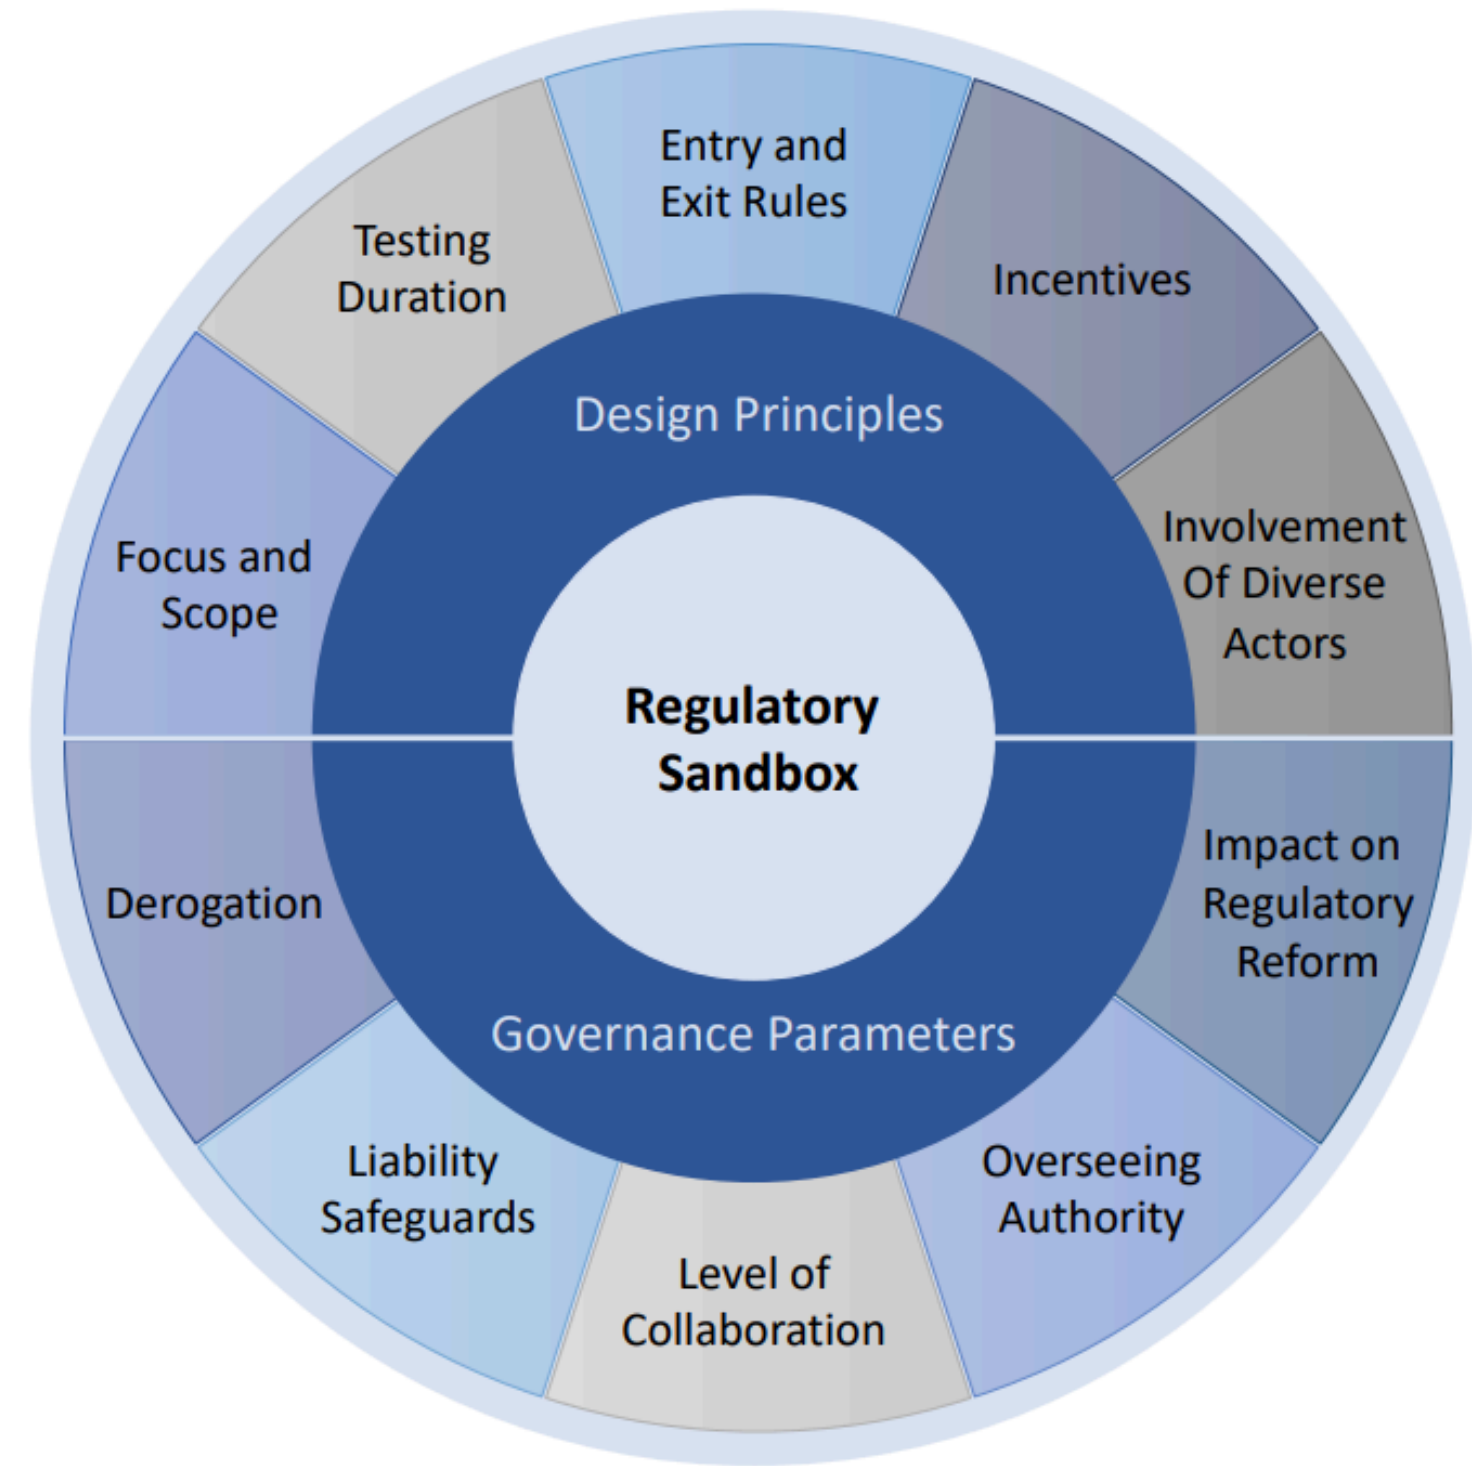 Entry and
Exit Rules
Testing
Duration
Incentives
Design Principles
Focus and
Scope
Involvement
Of Diverse
Actors
Regulatory
Sandbox
Derogation
Impact on
Regulatory
Reform
Governance Parameters
Liability
Safeguards
Overseeing
Authority
Level of
Collaboration